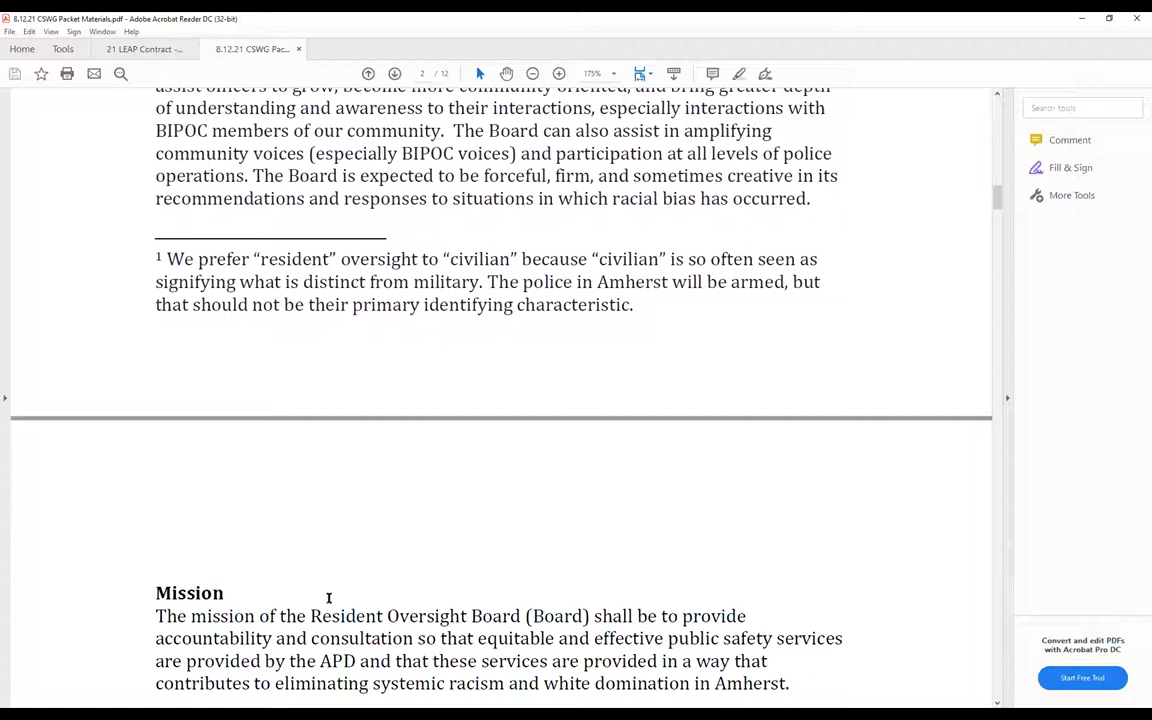 8.12.21 CSWG Packet Materials.pdf - Adobe Acrobat Reader DC (32-bit)
File Edit View Sign Window Help
Home Tools 21 LEAP Contract -... 8.12.21 CSWG Pac... ×
2 / 12 175%
assist officers to grow, become more community oriented, and bring greater depth
of understanding and awareness to their interactions, especially interactions with
BIPOC members of our community.  The Board can also assist in amplifying
community voices (especially BIPOC voices) and participation at all levels of police
operations. The Board is expected to be forceful, firm, and sometimes creative in its
recommendations and responses to situations in which racial bias has occurred.
¹ We prefer “resident” oversight to “civilian” because “civilian” is so often seen as
signifying what is distinct from military. The police in Amherst will be armed, but
that should not be their primary identifying characteristic.
Mission
The mission of the Resident Oversight Board (Board) shall be to provide
accountability and consultation so that equitable and effective public safety services
are provided by the APD and that these services are provided in a way that
contributes to eliminating systemic racism and white domination in Amherst.
Search tools
Comment
Fill & Sign
More Tools
Convert and edit PDFs
with Acrobat Pro DC
Start Free Trial